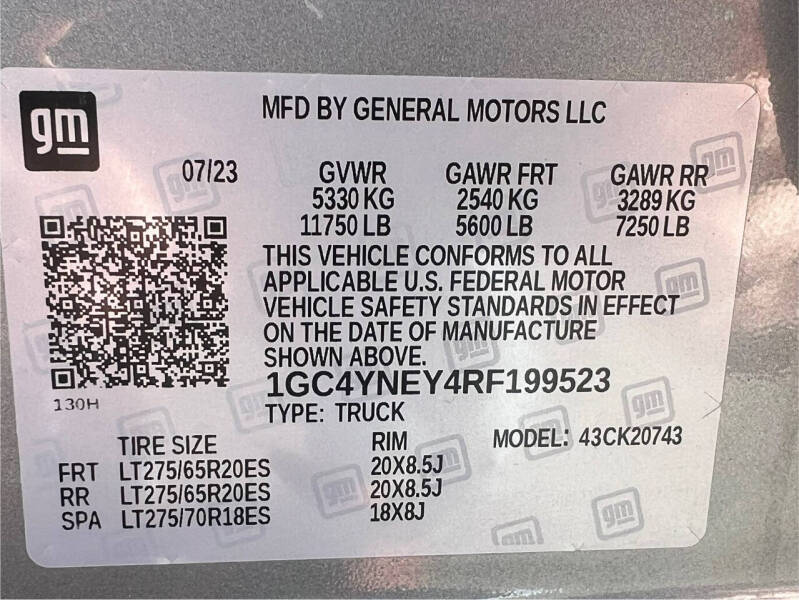 gm
MFD BY GENERAL MOTORS LLC
07/23 GVWR GAWR FRT GAWR RR
5330 KG 2540 KG 3289 KG
11750 LB 5600 LB 7250 LB
THIS VEHICLE CONFORMS TO ALL
APPLICABLE U.S. FEDERAL MOTOR
VEHICLE SAFETY STANDARDS IN EFFECT
ON THE DATE OF MANUFACTURE
SHOWN ABOVE.
130H
1GC4YNEY4RF199523
TYPE: TRUCK
TIRE SIZE RIM MODEL: 43CK20743
FRT LT275/65R20ES 20X8.5J
RR LT275/65R20ES 20X8.5J
SPA LT275/70R18ES 18X8J